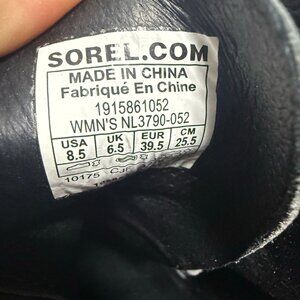 SOREL.COM
MADE IN CHINA
Fabriqué En Chine
1915861052
WMN'S NL3790-052
USA UK EUR CM
8.5 6.5 39.5 25.5
10175